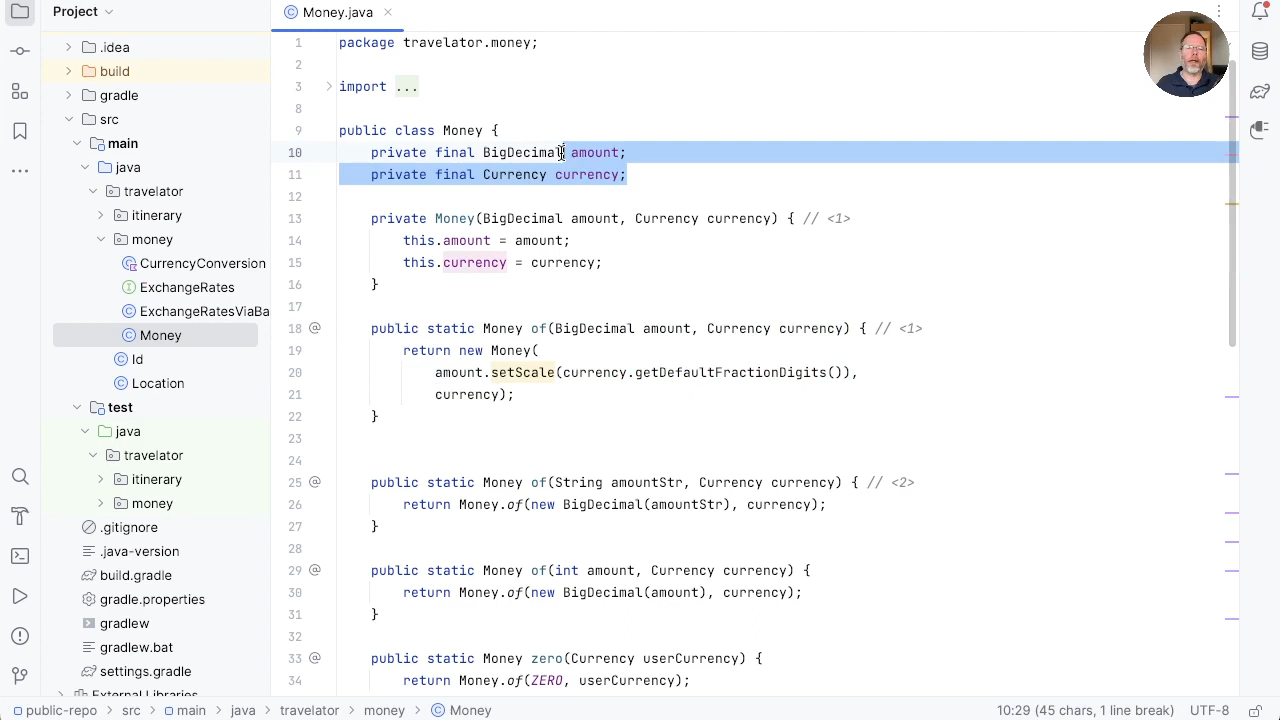 Project
Money.java
.idea
build
gradle
src
main
java
travelator
itinerary
money
CurrencyConversion
ExchangeRates
ExchangeRatesViaBa
Money
Id
Location
test
java
travelator
itinerary
money
.gitignore
.java-version
build.gradle
gradle.properties
gradlew
gradlew.bat
settings.gradle
External Libraries
1 package travelator.money;
2
3 import ...
8
9 public class Money {
10 private final BigDecimal amount;
11 private final Currency currency;
12
13 private Money(BigDecimal amount, Currency currency) { // <1>
14 this.amount = amount;
15 this.currency = currency;
16 }
17
18 @ public static Money of(BigDecimal amount, Currency currency) { // <1>
19 return new Money(
20 amount.setScale(currency.getDefaultFractionDigits()),
21 currency);
22 }
23
24
25 @ public static Money of(String amountStr, Currency currency) { // <2>
26 return Money.of(new BigDecimal(amountStr), currency);
27 }
28
29 @ public static Money of(int amount, Currency currency) {
30 return Money.of(new BigDecimal(amount), currency);
31 }
32
33 @ public static Money zero(Currency userCurrency) {
34 return Money.of(ZERO, userCurrency);
public-repo > src > main > java > travelator > money > Money
10:29 (45 chars, 1 line break) UTF-8